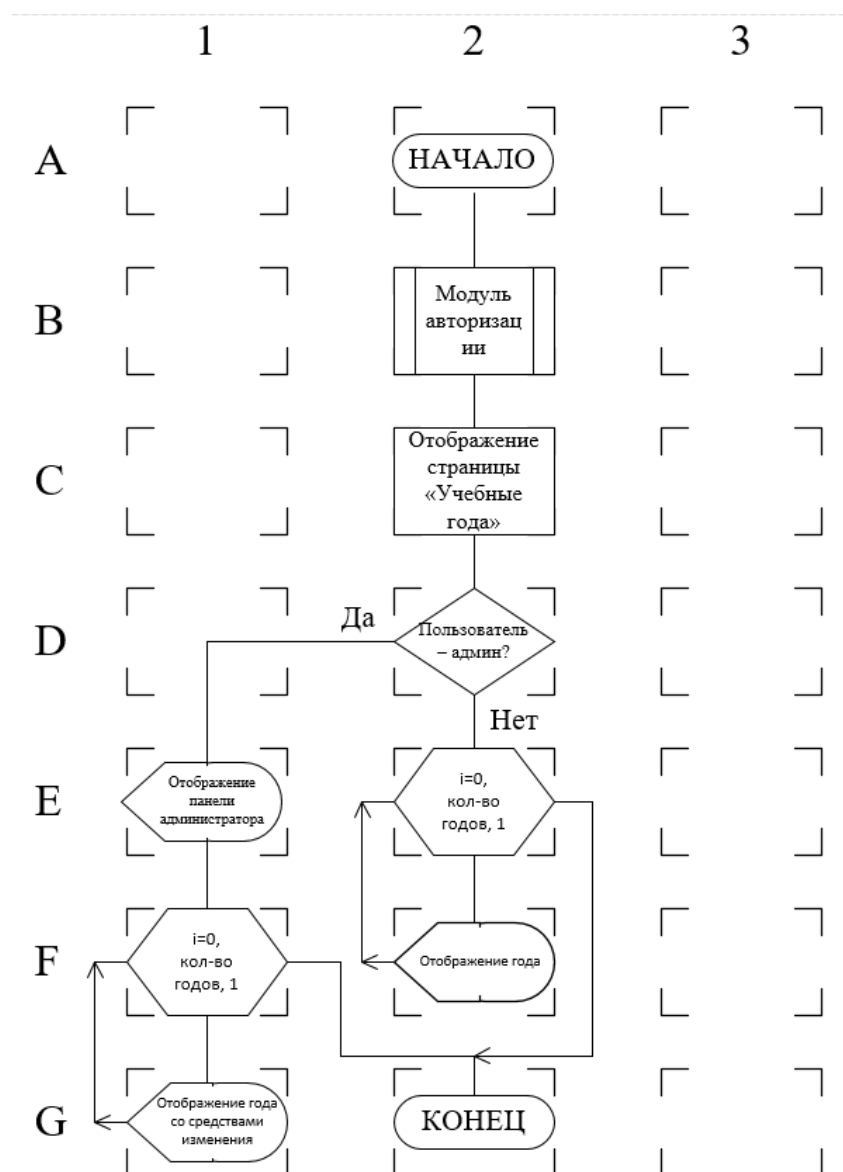 1 2 3
A
НАЧАЛО
B
Модуль
авторизац
ии
C
Отображение
страницы
«Учебные
года»
D
Да
Пользователь
– админ?
Нет
E
Отображение
панели
администратора
i=0,
кол-во
годов, 1
F
i=0,
кол-во
годов, 1
Отображение года
G
Отображение года
со средствами
изменения
КОНЕЦ